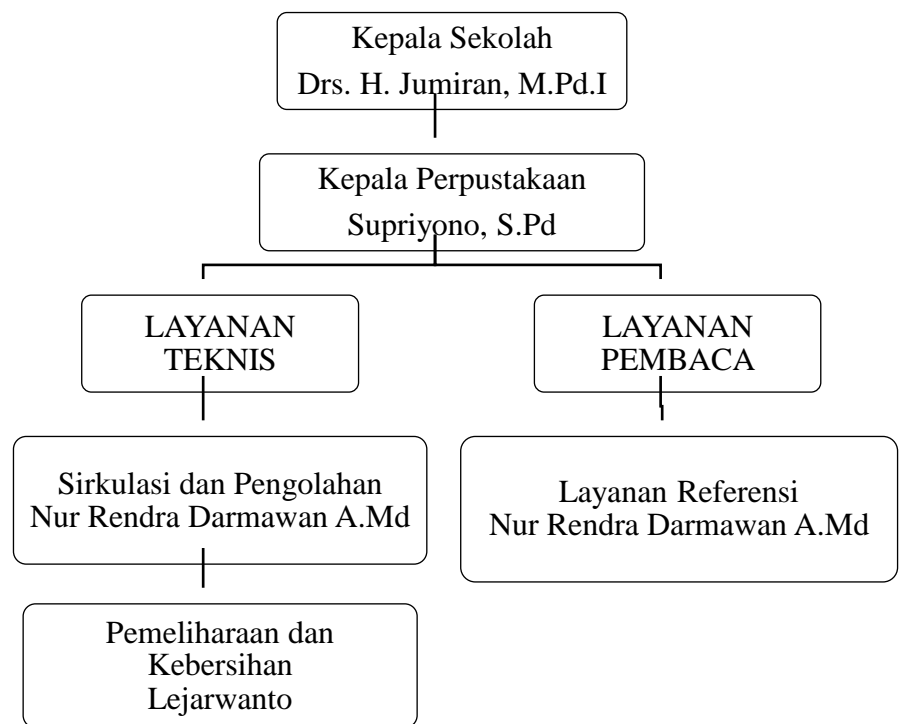 Kepala Sekolah
Drs. H. Jumiran, M.Pd.I
Kepala Perpustakaan
Supriyono, S.Pd
LAYANAN
TEKNIS
LAYANAN
PEMBACA
Sirkulasi dan Pengolahan
Nur Rendra Darmawan A.Md
Layanan Referensi
Nur Rendra Darmawan A.Md
Pemeliharaan dan
Kebersihan
Lejarwanto